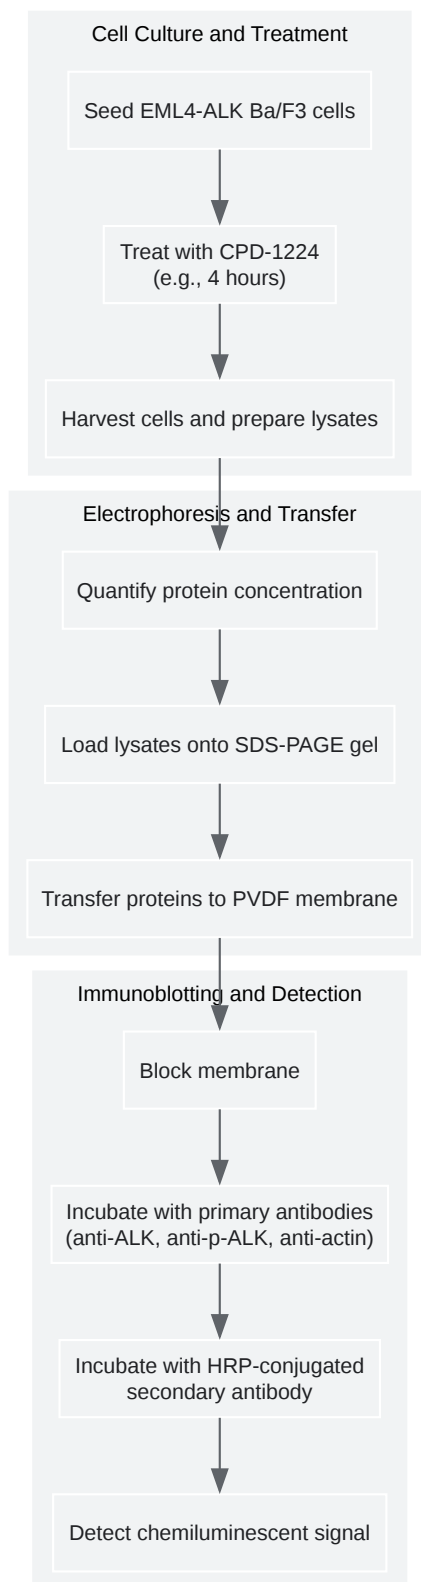 Cell Culture and Treatment
Seed EML4-ALK Ba/F3 cells
Treat with CPD-1224
(e.g., 4 hours)
Harvest cells and prepare lysates
Electrophoresis and Transfer
Quantify protein concentration
Load lysates onto SDS-PAGE gel
Transfer proteins to PVDF membrane
Immunoblotting and Detection
Block membrane
Incubate with primary antibodies
(anti-ALK, anti-p-ALK, anti-actin)
Incubate with HRP-conjugated
secondary antibody
Detect chemiluminescent signal